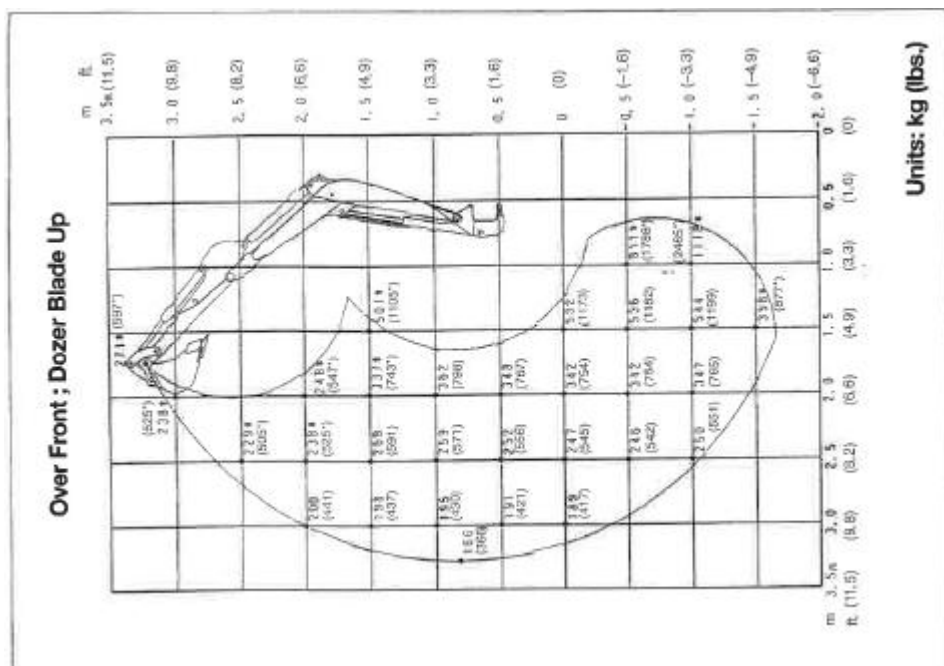 Over Front ; Dozer Blade Up
m ft.
3.5m (11.5)
271* (597*)
(525*)
238*
3.0 (9.8)
229*
(505*)
2.5 (8.2)
200 238* 248*
(441) (525*) (547*)
2.0 (6.6)
198 268 337* 501*
(437) (591) (743*) (1105*)
1.5 (4.9)
195 259 362
(430) (571) (798)
1.0 (3.3)
166
(366)
191 252 348
(421) (556) (767)
0.5 (1.6)
189 247 342 532
(417) (545) (754) (1173)
0 (0)
246 342 536 811*
(542) (754) (1182) (1788*)
-0.5 (-1.6)
(2465*)
250 347 544 1118*
(551) (765) (1199)
-1.0 (-3.3)
(877*)
-1.5 (-4.9)
-2.0 (-6.6)
m 3.5m 3.0 2.5 2.0 1.5 1.0 0.5 0
ft. (11.5) (9.8) (8.2) (6.6) (4.9) (3.3) (1.6) (0)
Units: kg (lbs.)